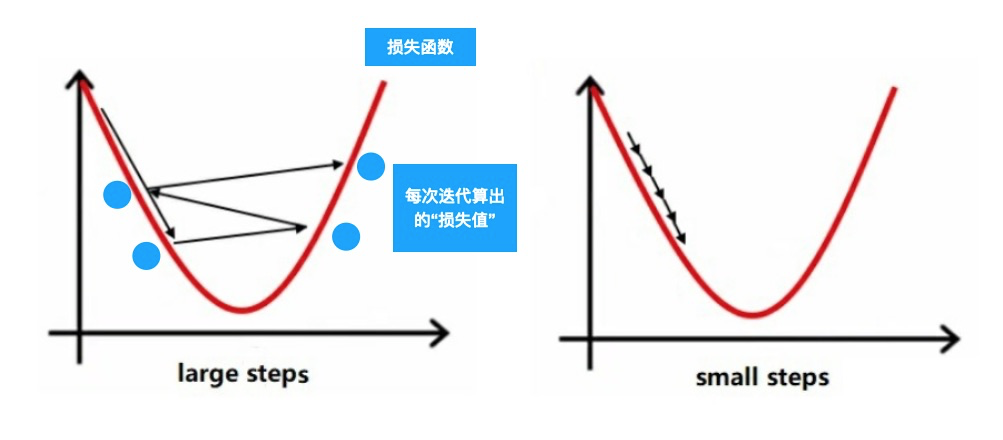 损失函数
每次迭代算出
的“损失值”
large steps
small steps